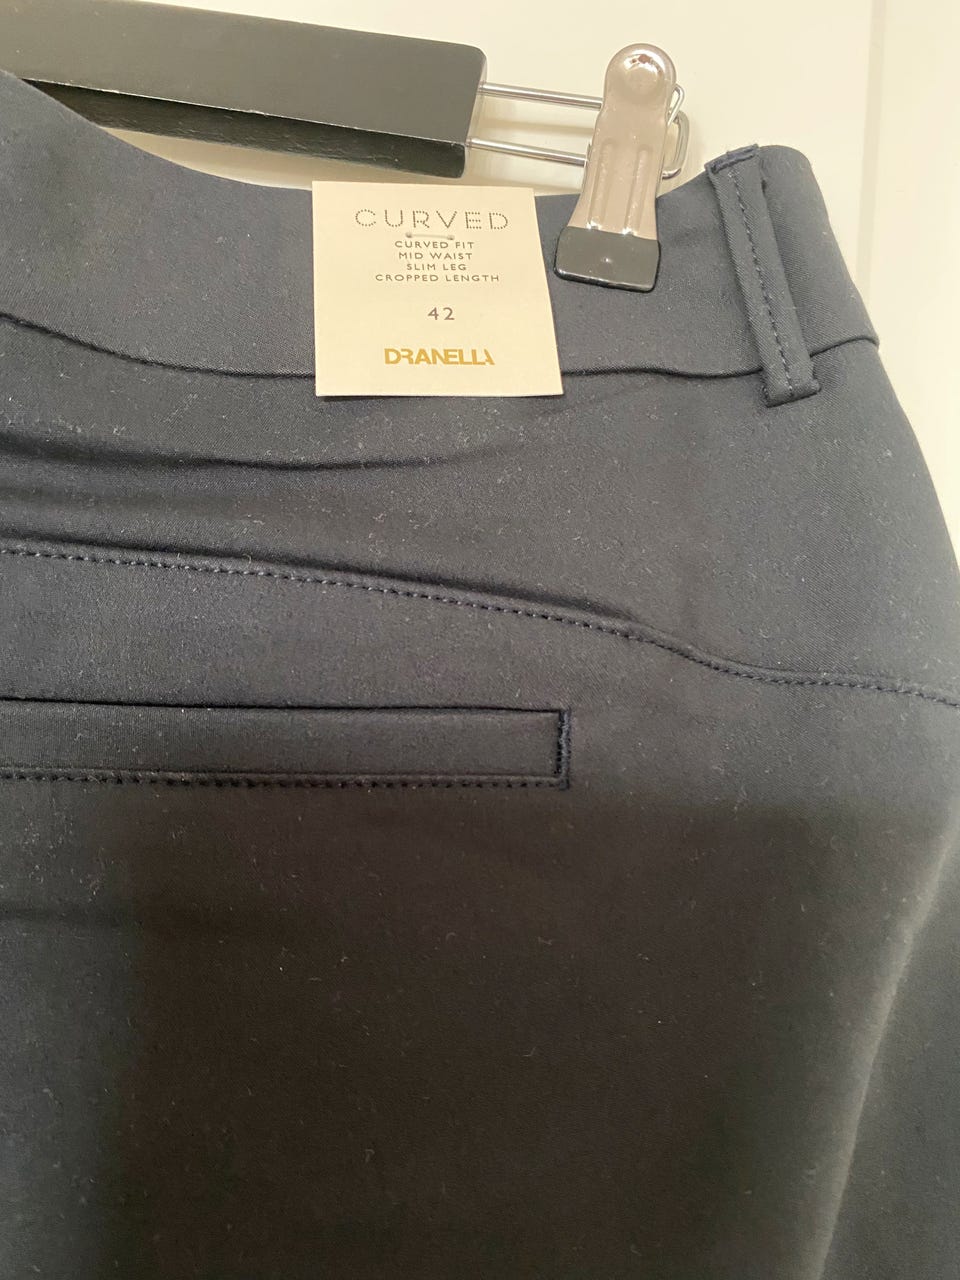 CURVED
CURVED FIT
MID WAIST
SLIM LEG
CROPPED LENGTH
42
DRANELLA